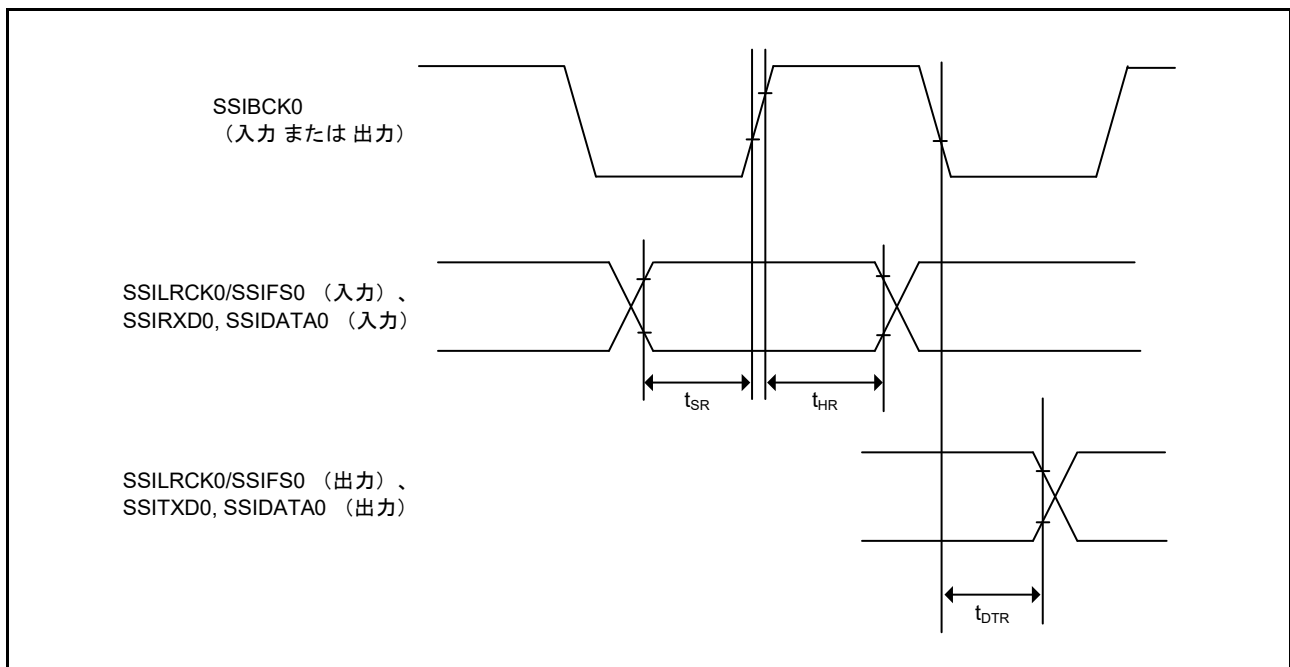 SSIBCK0
（入力 または 出力）
SSILRCK0/SSIFS0 （入力）、
SSIRXD0, SSIDATA0 （入力）
tSR
tHR
SSILRCK0/SSIFS0 （出力）、
SSITXD0, SSIDATA0 （出力）
tDTR